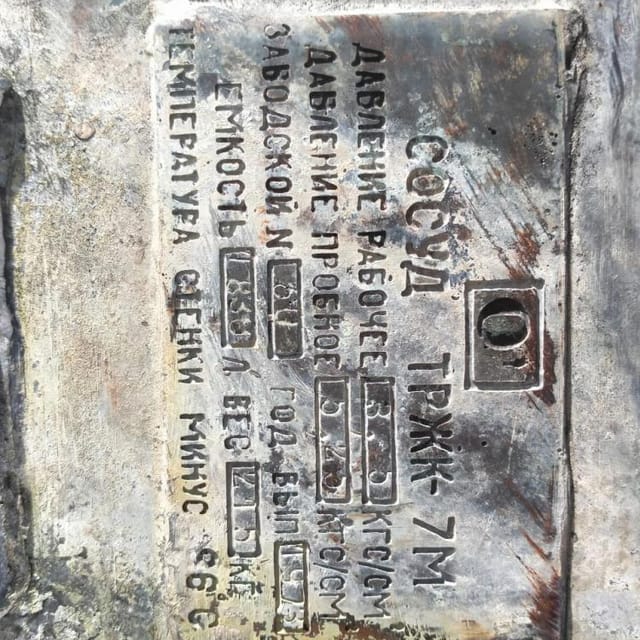 О
СОСУД ТРЖК-7М
ДАВЛЕНИЕ РАБОЧЕЕ КГС/СМ
ДАВЛЕНИЕ ПРОБНОЕ КГС/СМ
ЗАВОДСКОЙ N ГОД ВЫП
ЕМКОСТЬ Л ВЕС КГ
ТЕМПЕРАТУРА СТЕНКИ МИНУС °С